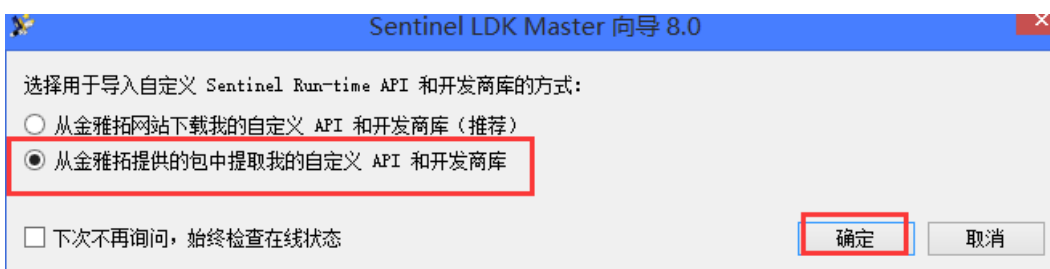 Sentinel LDK Master 向导 8.0
选择用于导入自定义 Sentinel Run-time API 和开发商库的方式:
从金雅拓网站下载我的自定义 API 和开发商库（推荐）
从金雅拓提供的包中提取我的自定义 API 和开发商库
下次不再询问，始终检查在线状态
确定
取消